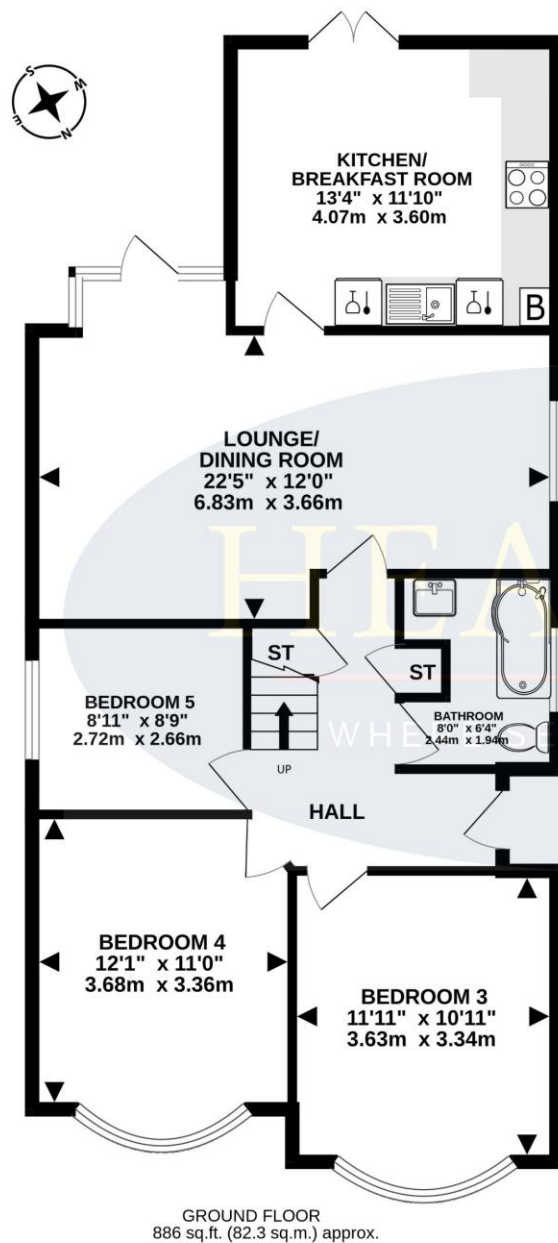 S
W
E
N
KITCHEN/
BREAKFAST ROOM
13'4" x 11'10"
4.07m x 3.60m
B
LOUNGE/
DINING ROOM
22'5" x 12'0"
6.83m x 3.66m
HEA
ST
ST
BEDROOM 5
8'11" x 8'9"
2.72m x 2.66m
BATHROOM
8'0" x 6'4"
2.44m x 1.94m
WHE
SE
UP
HALL
BEDROOM 4
12'1" x 11'0"
3.68m x 3.36m
BEDROOM 3
11'11" x 10'11"
3.63m x 3.34m
GROUND FLOOR
886 sq.ft. (82.3 sq.m.) approx.